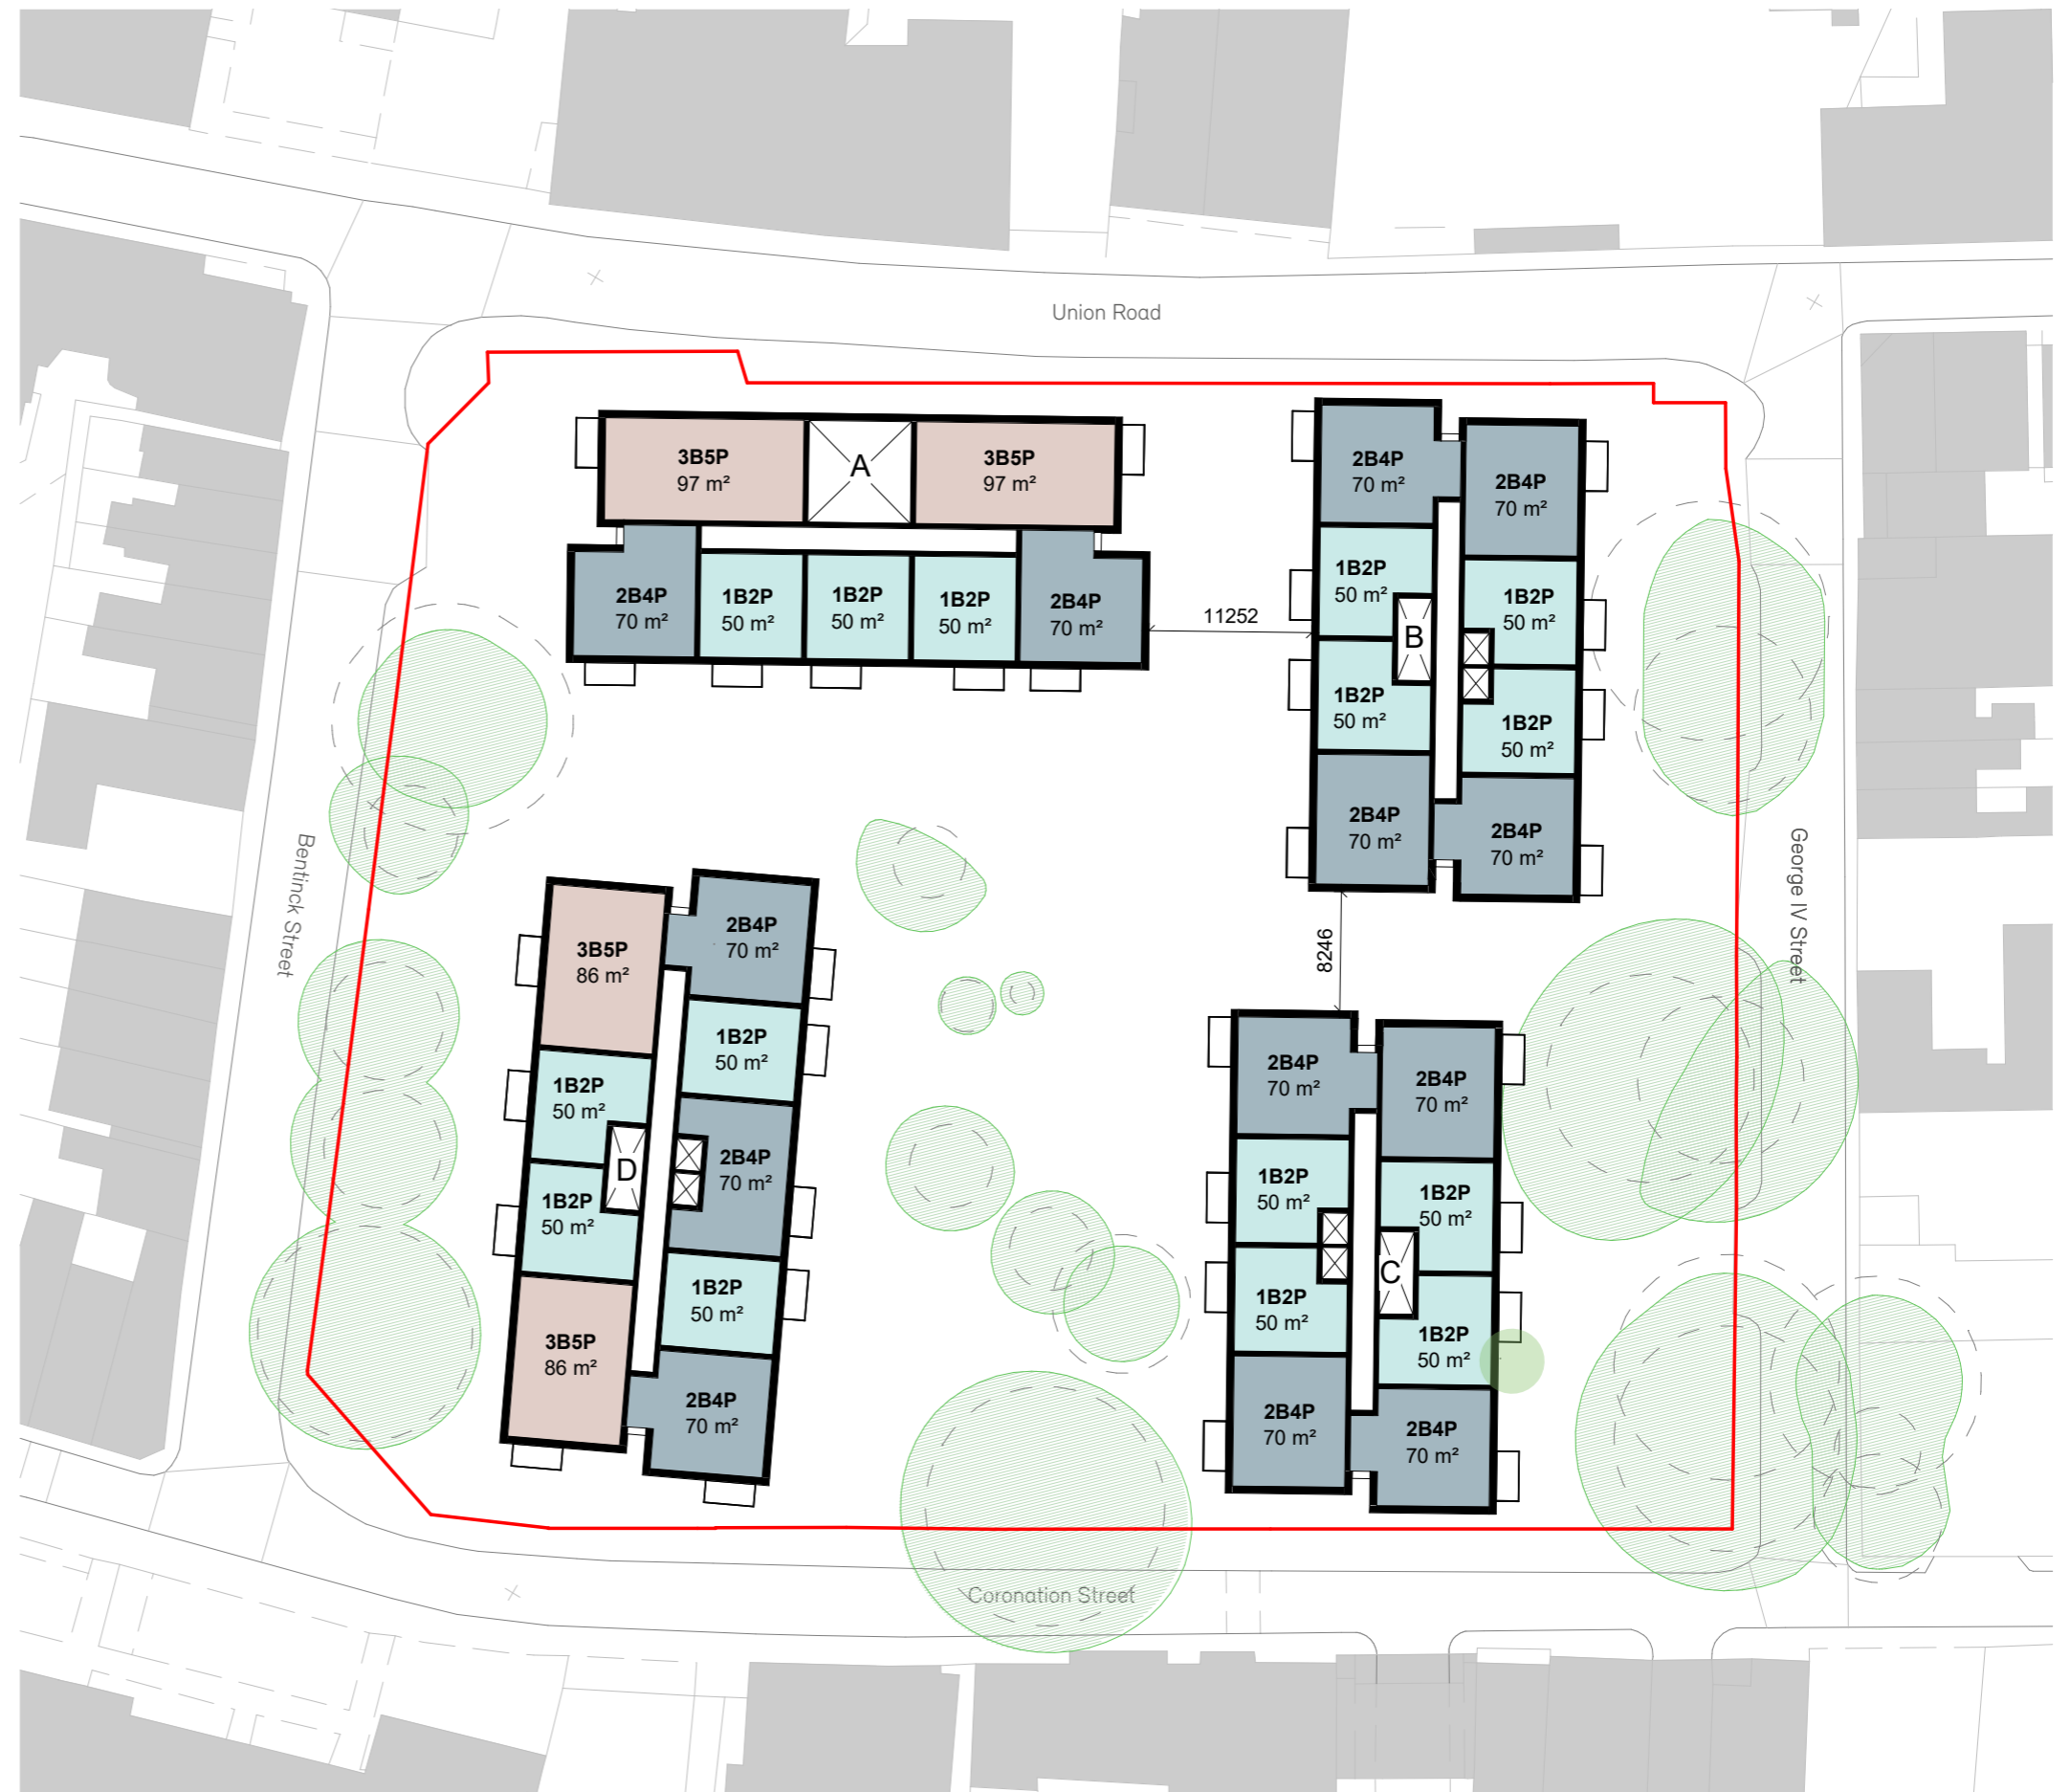 Union Road
3B5P
97 m²
A
3B5P
97 m²
2B4P
70 m²
1B2P
50 m²
1B2P
50 m²
1B2P
50 m²
2B4P
70 m²
11252
2B4P
70 m²
2B4P
70 m²
1B2P
50 m²
1B2P
50 m²
B
1B2P
50 m²
1B2P
50 m²
2B4P
70 m²
2B4P
70 m²
8246
Bentinck Street
George IV Street
3B5P
86 m²
2B4P
70 m²
1B2P
50 m²
1B2P
50 m²
D
2B4P
70 m²
1B2P
50 m²
1B2P
50 m²
3B5P
86 m²
2B4P
70 m²
2B4P
70 m²
2B4P
70 m²
1B2P
50 m²
1B2P
50 m²
C
1B2P
50 m²
1B2P
50 m²
2B4P
70 m²
2B4P
70 m²
Coronation Street